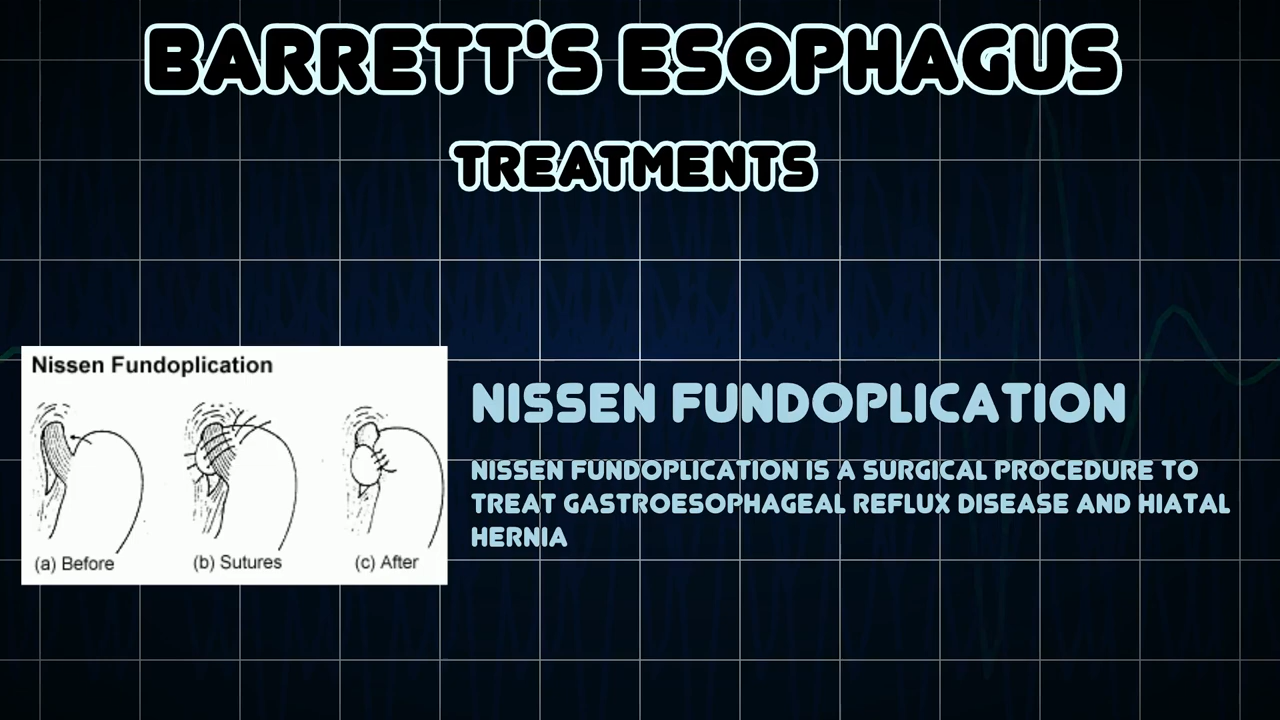 BARRETT'S ESOPHAGUS
TREATMENTS
Nissen Fundoplication
(a) Before
(b) Sutures
(c) After
NISSEN FUNDOPLICATION
NISSEN FUNDOPLICATION IS A SURGICAL PROCEDURE TO
TREAT GASTROESOPHAGEAL REFLUX DISEASE AND HIATAL
HERNIA